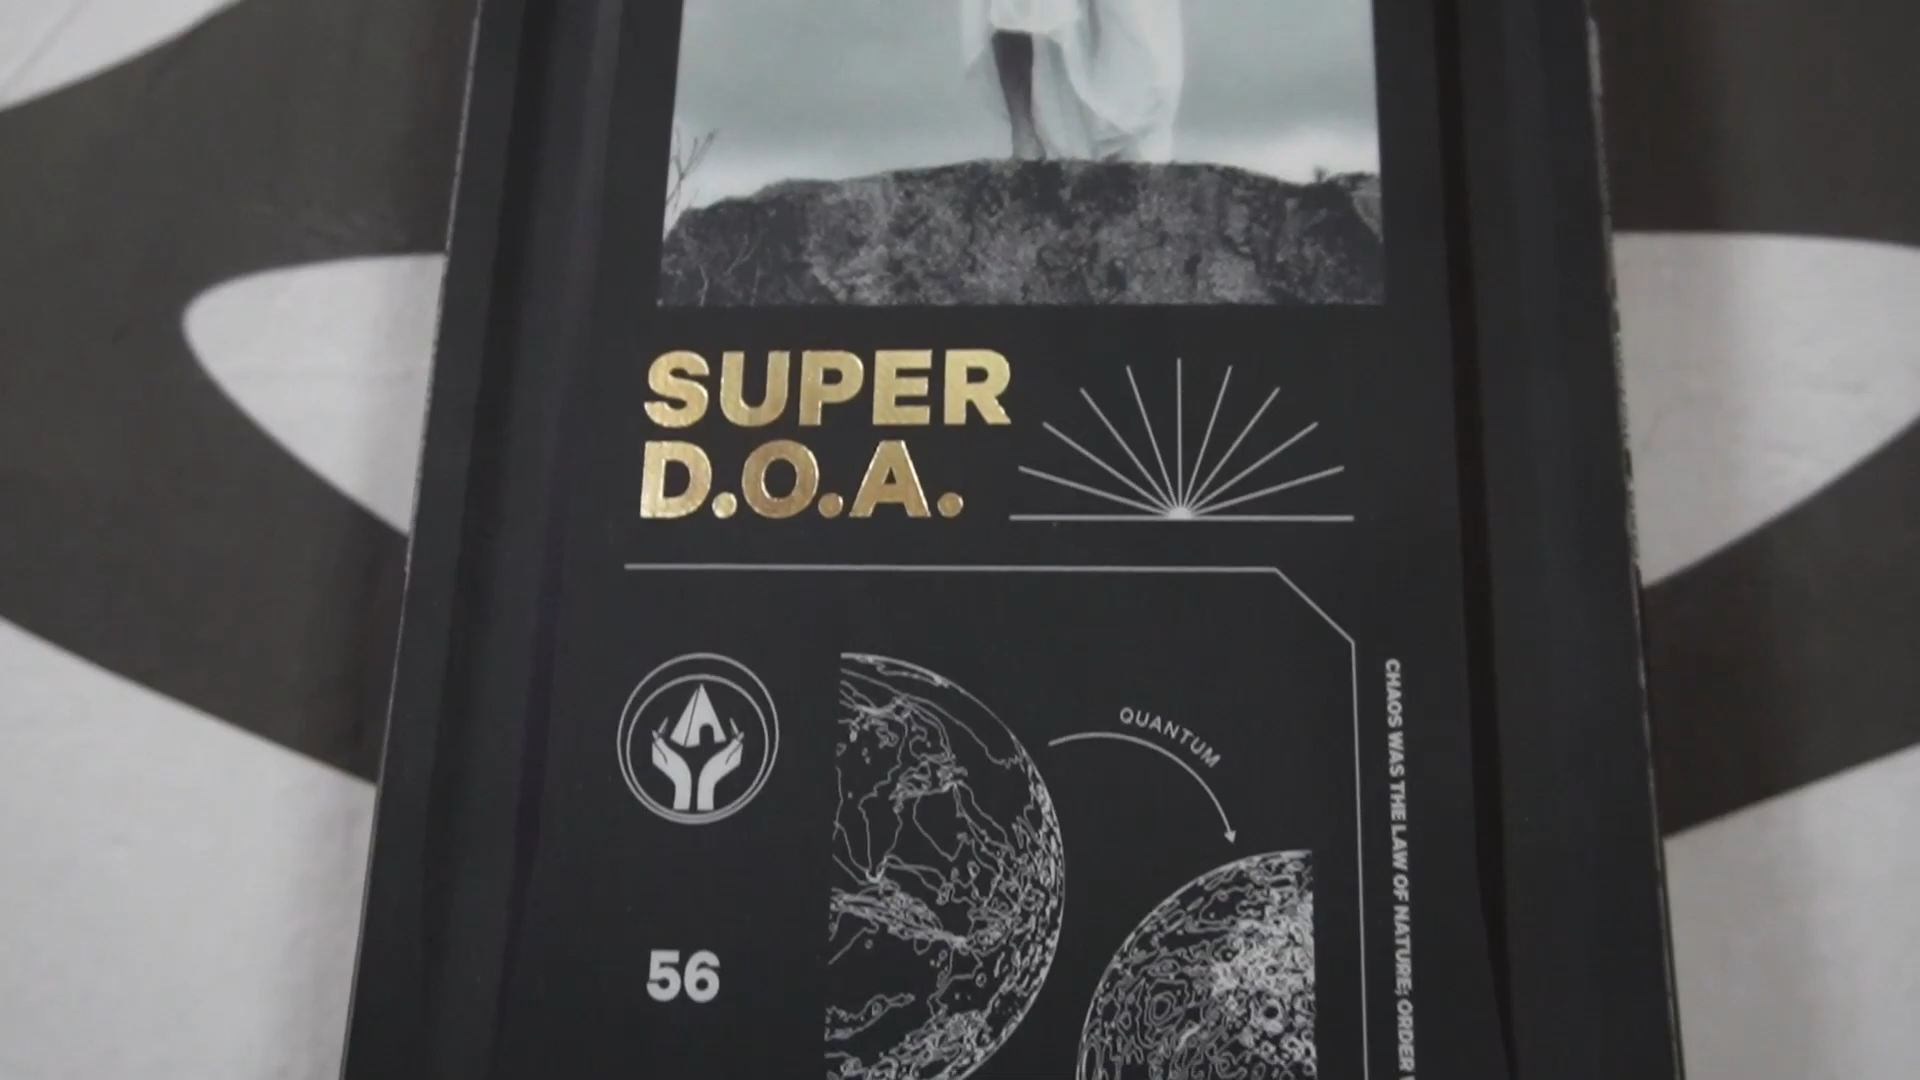 SUPER
D.O.A.
QUANTUM
56
CHAOS WAS THE LAW OF NATURE; ORDER